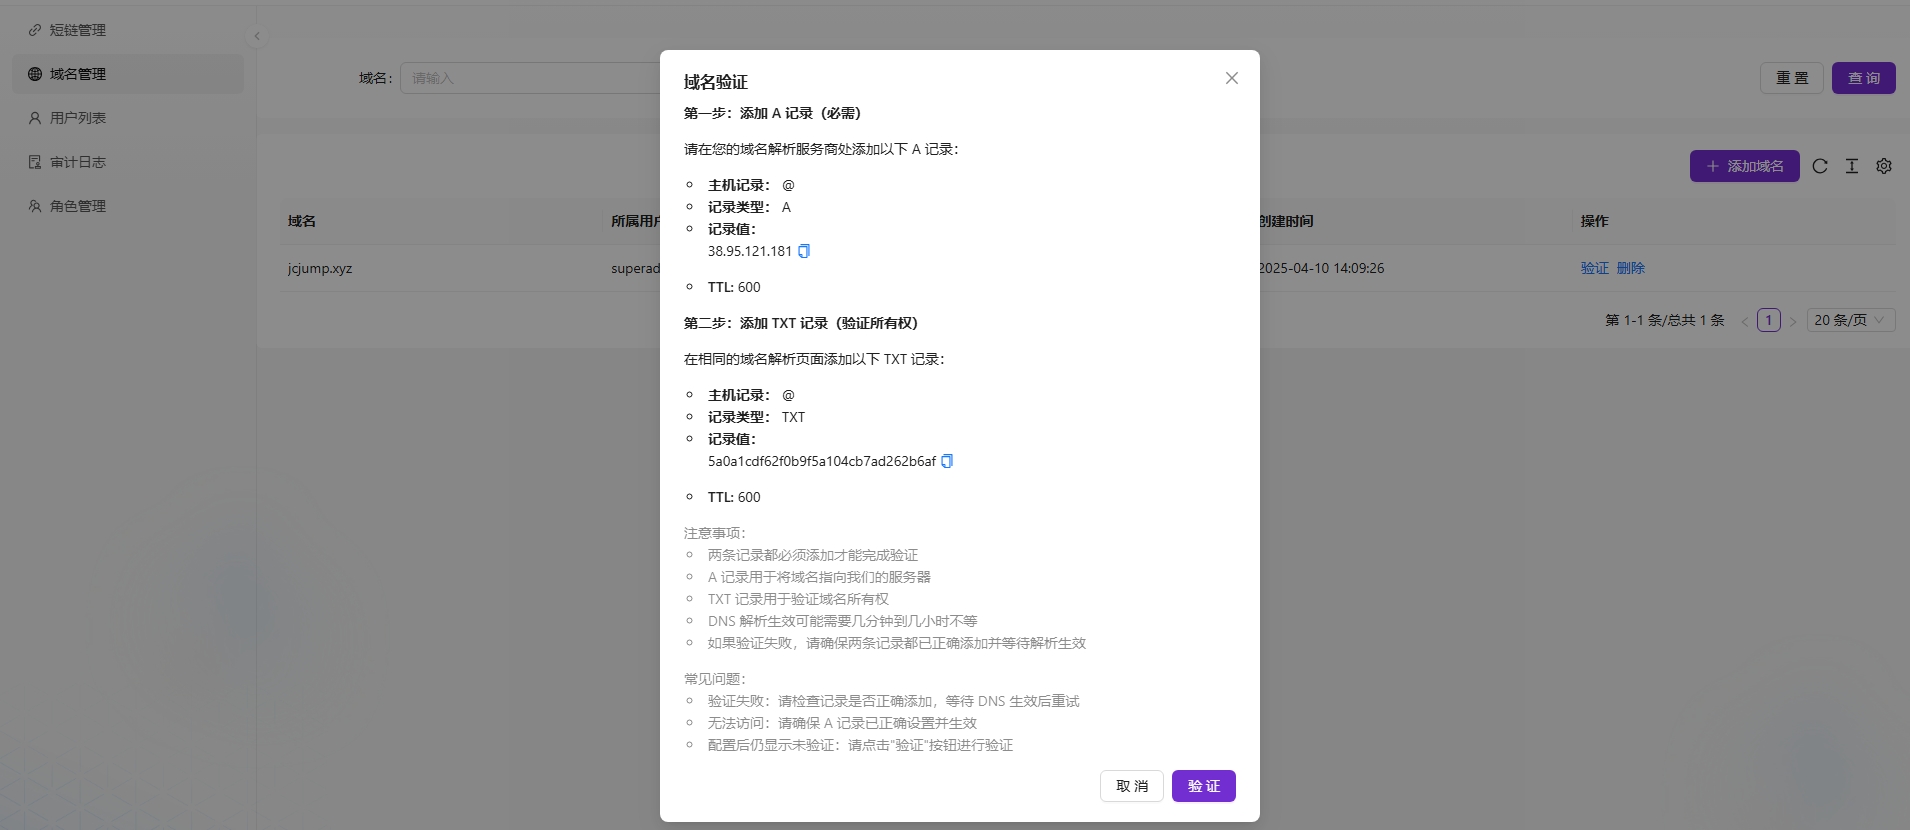 短链管理
域名管理
用户列表
审计日志
角色管理
域名：
请输入
重 置
查 询
添加域名
域名
所属用户
创建时间
操作
jcjump.xyz
superad
2025-04-10 14:09:26
验证 删除
第 1-1 条/总共 1 条
1
20 条/页
域名验证
第一步：添加 A 记录（必需）
请在您的域名解析服务商处添加以下 A 记录：
主机记录： @
记录类型： A
记录值：
38.95.121.181
TTL: 600
第二步：添加 TXT 记录（验证所有权）
在相同的域名解析页面添加以下 TXT 记录：
主机记录： @
记录类型： TXT
记录值：
5a0a1cdf62f0b9f5a104cb7ad262b6af
TTL: 600
注意事项：
两条记录都必须添加才能完成验证
A 记录用于将域名指向我们的服务器
TXT 记录用于验证域名所有权
DNS 解析生效可能需要几分钟到几小时不等
如果验证失败，请确保两条记录都已正确添加并等待解析生效
常见问题：
验证失败：请检查记录是否正确添加，等待 DNS 生效后重试
无法访问：请确保 A 记录已正确设置并生效
配置后仍显示未验证：请点击"验证"按钮进行验证
取 消
验 证